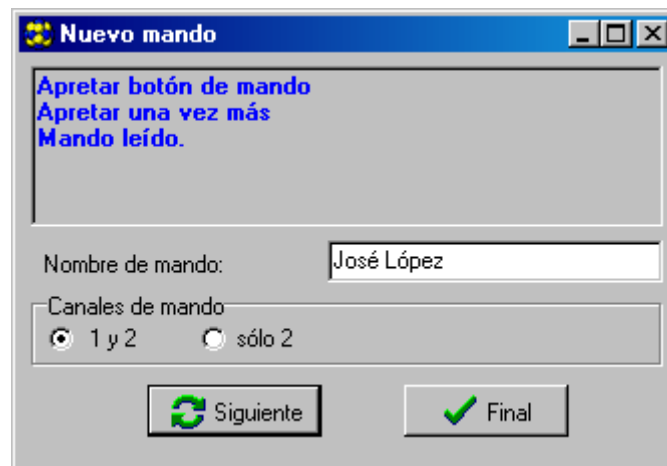 Nuevo mando
Apretar botón de mando
Apretar una vez más
Mando leído.
Nombre de mando: José López
Canales de mando
1 y 2 sólo 2
Siguiente Final